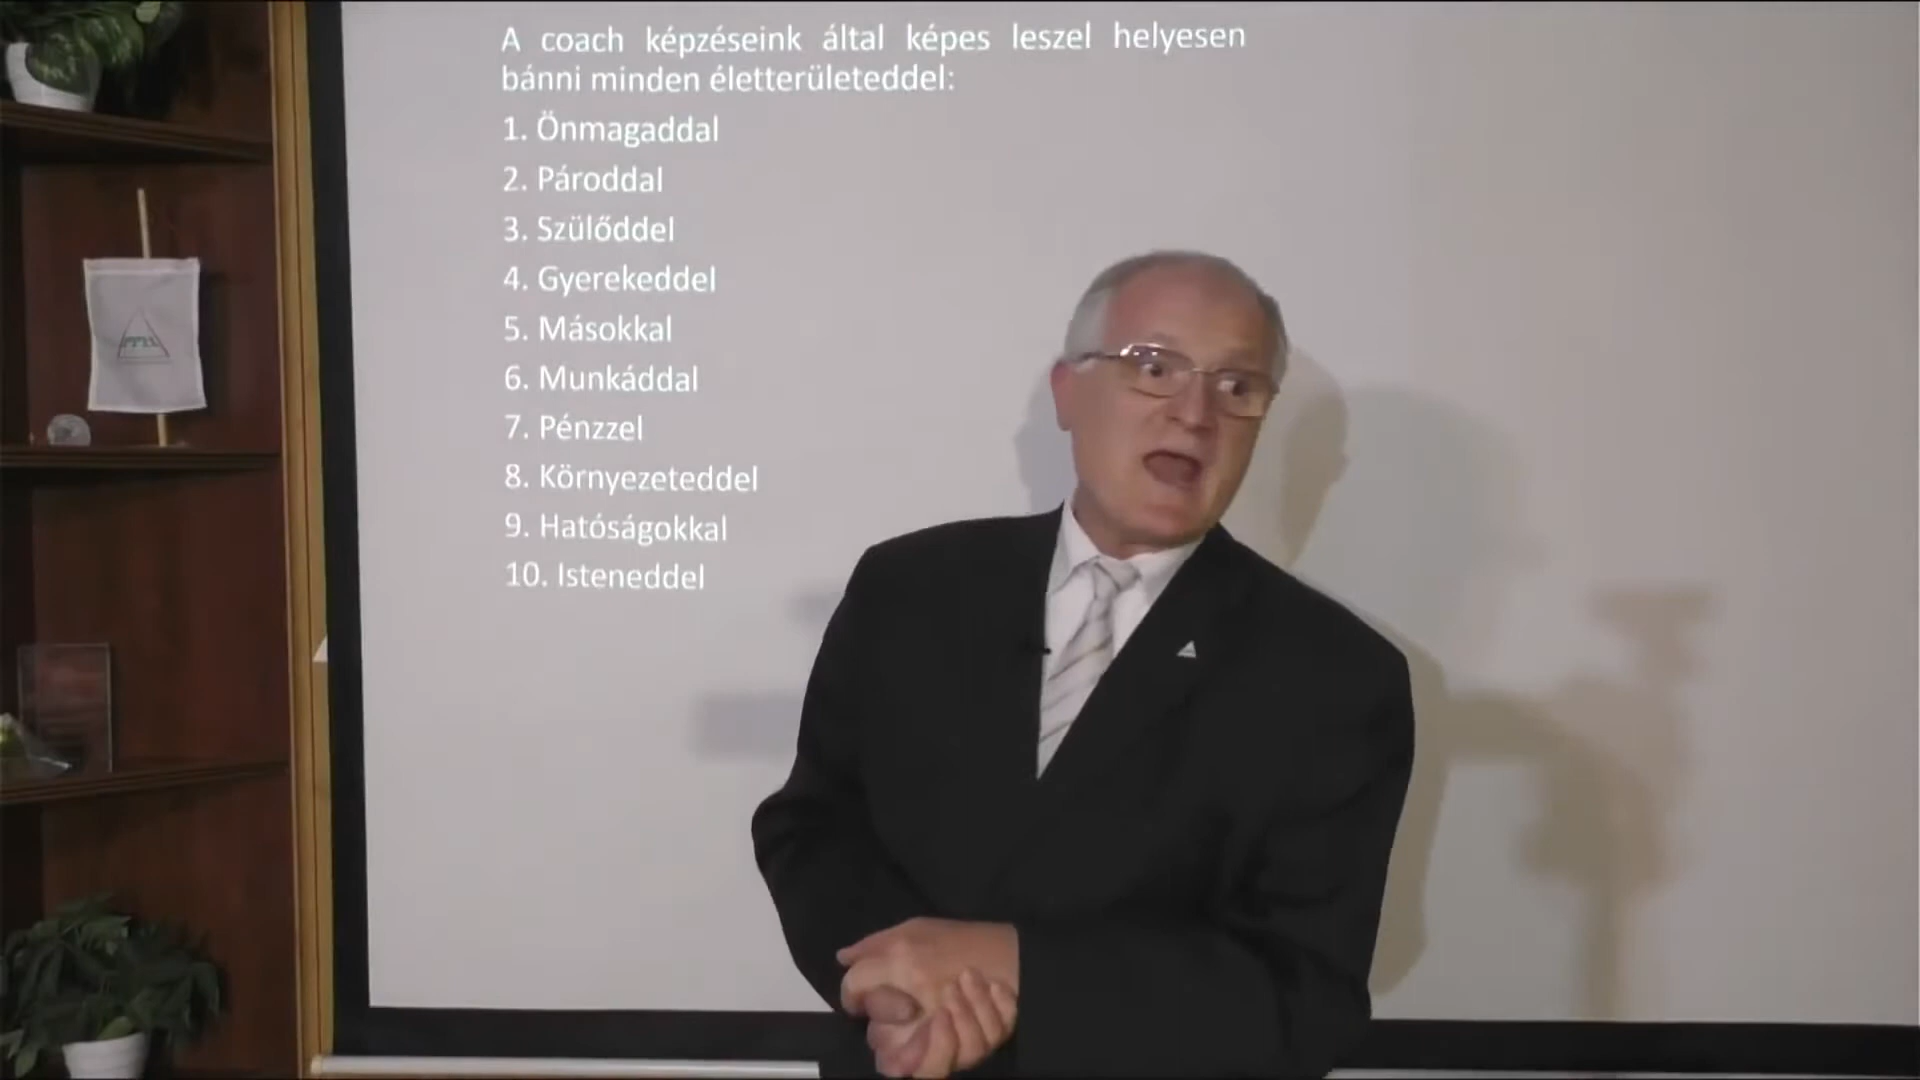 A coach képzéseink által képes leszel helyesen
bánni minden életterületeddel:
1. Önmagaddal
2. Pároddal
3. Szülőddel
4. Gyerekeddel
5. Másokkal
6. Munkáddal
7. Pénzzel
8. Környezeteddel
9. Hatóságokkal
10. Isteneddel